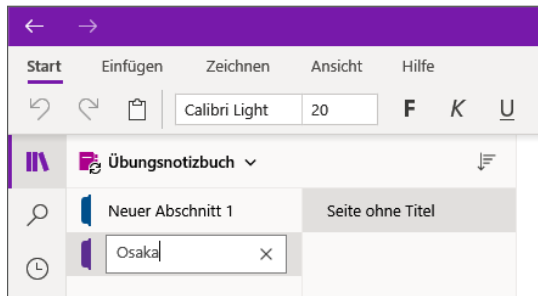 Start Einfügen Zeichnen Ansicht Hilfe
Calibri Light 20 F K U
Übungsnotizbuch
Neuer Abschnitt 1 Seite ohne Titel
Osaka